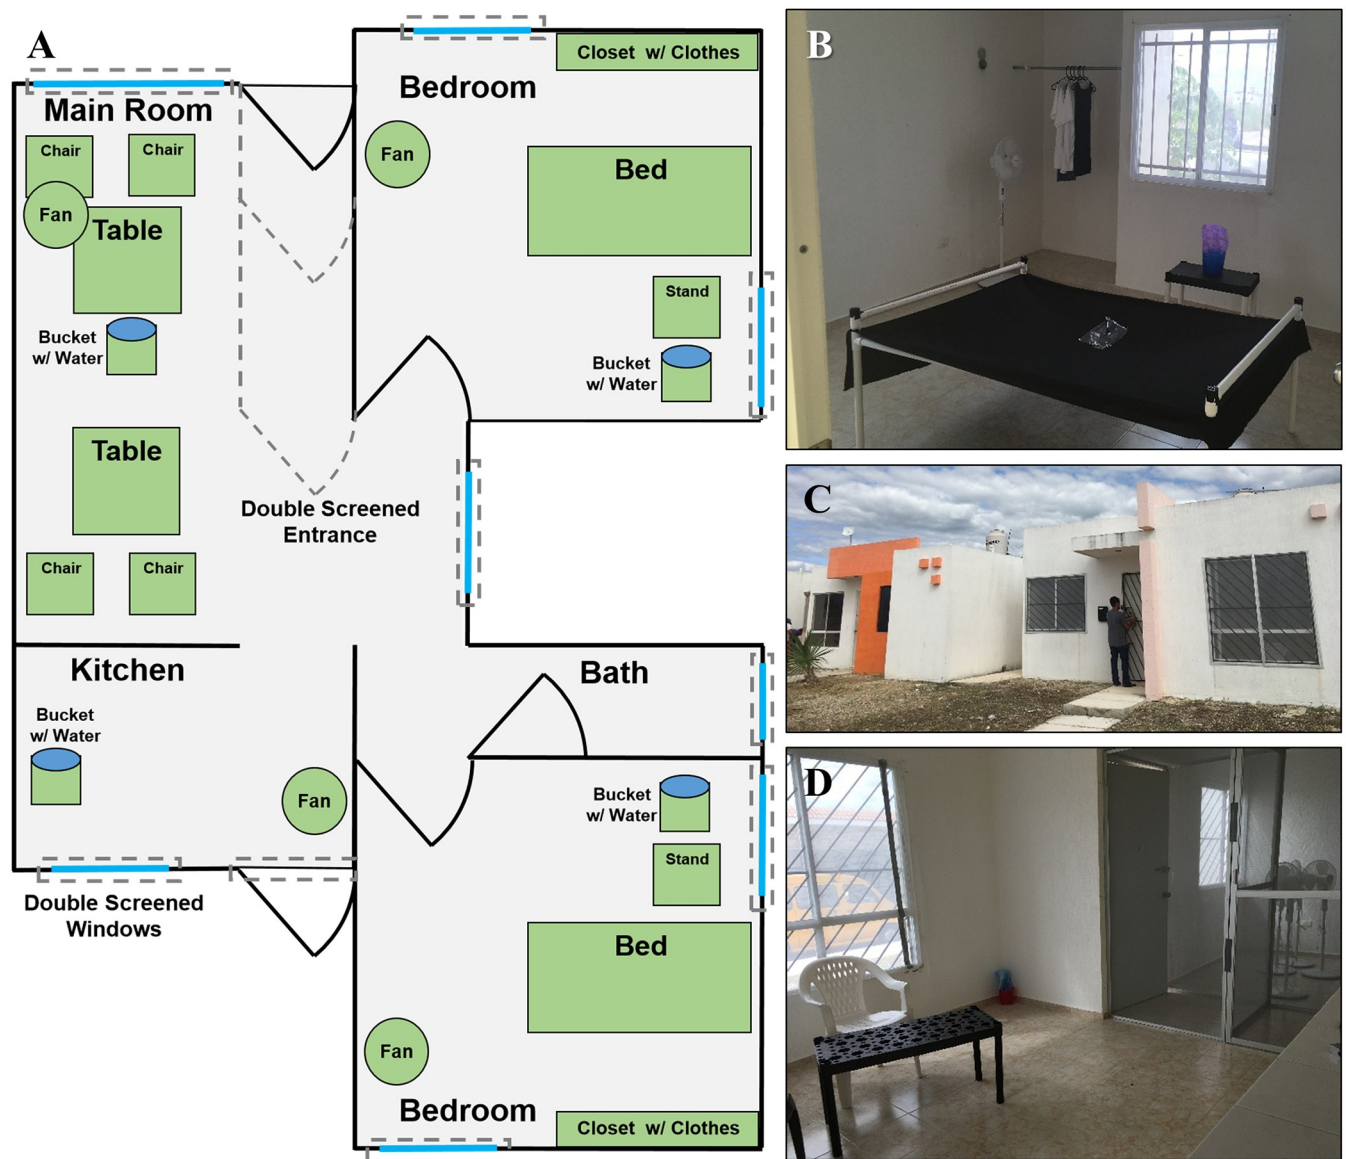 A
Main Room
Chair
Chair
Fan
Table
Bucket
w/ Water
Table
Chair
Chair
Double Screened
Entrance
Bedroom
Closet w/ Clothes
Fan
Bed
Stand
Bucket
w/ Water
Kitchen
Bucket
w/ Water
Fan
Double Screened
Windows
Bath
Bucket
w/ Water
Stand
Bed
Fan
Bedroom
Closet w/ Clothes
B
C
D